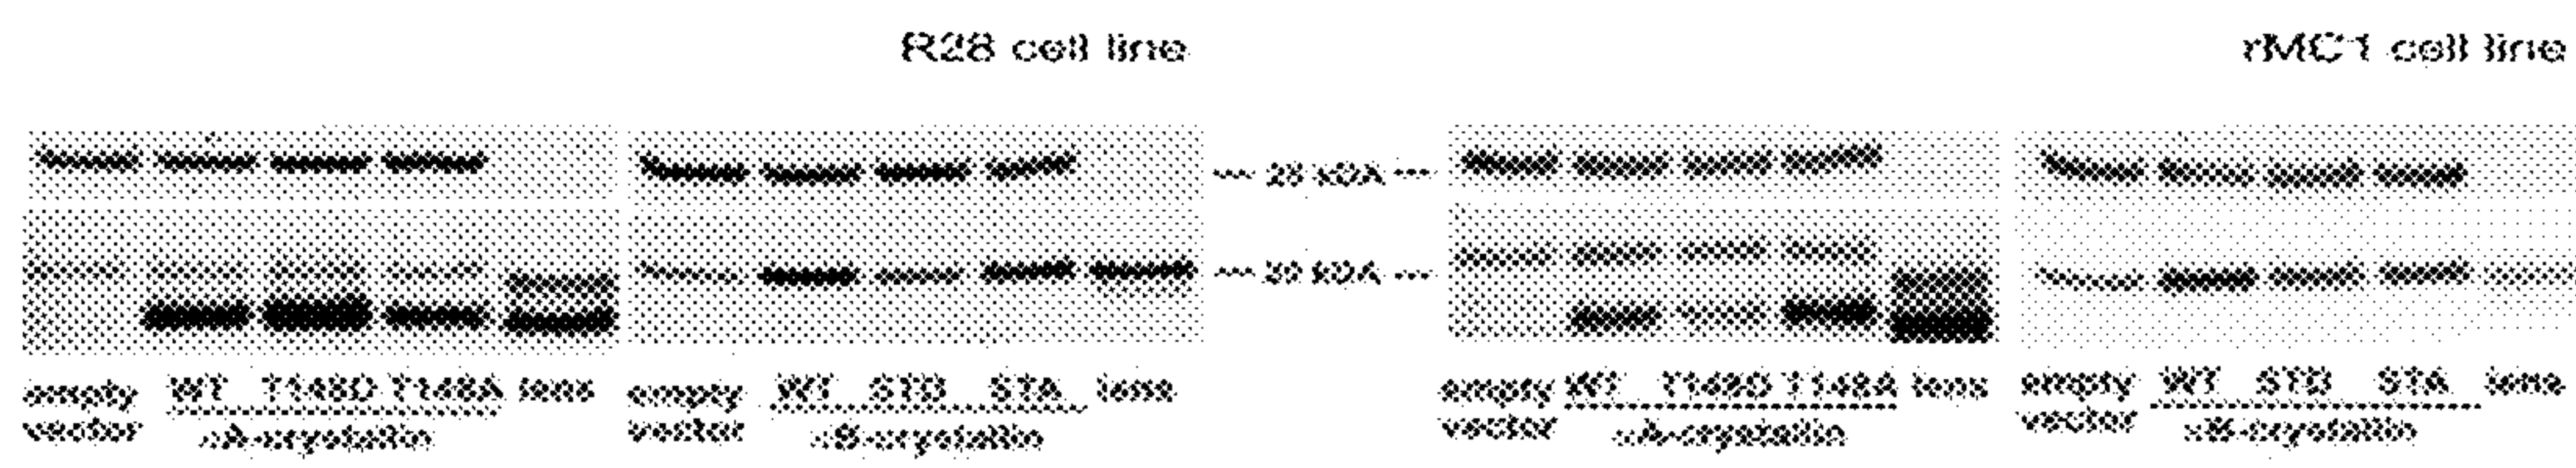 R28 cell line
rMC1 cell line
-- 25 kDA --
-- 20 kDA --
empty vector
WT T148D T148A lens
αA-crystallin
empty vector
WT STD STA lens
αB-crystallin
empty vector
WT T148D T148A lens
αA-crystallin
empty vector
WT STD STA lens
αB-crystallin